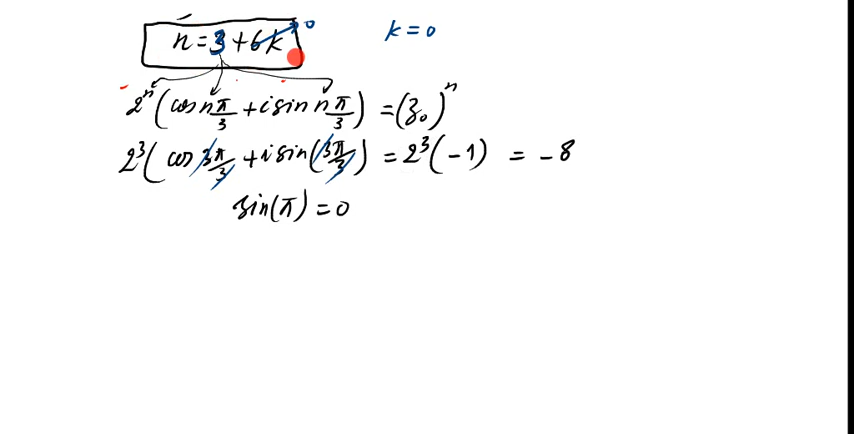 n = 3 + 6k 0 k = 0
2^n (cos nπ/3 + i sin nπ/3) = (z₀)^n
2^3 (cos 3π/3 + i sin(3π/3)) = 2^3 (-1) = -8
sin(π) = 0